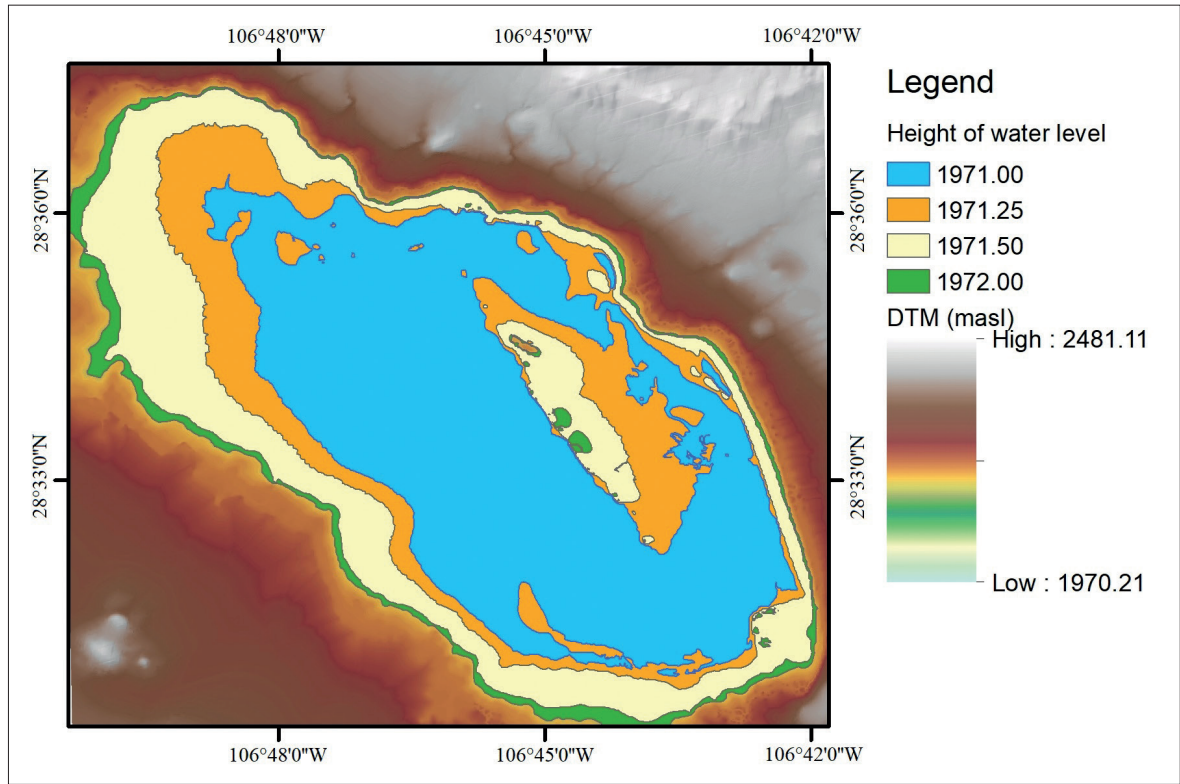 106°48'0"W
106°45'0"W
106°42'0"W
28°36'0"N
28°36'0"N
28°33'0"N
28°33'0"N
106°48'0"W
106°45'0"W
106°42'0"W
Legend
Height of water level
1971.00
1971.25
1971.50
1972.00
DTM (masl)
High : 2481.11
Low : 1970.21